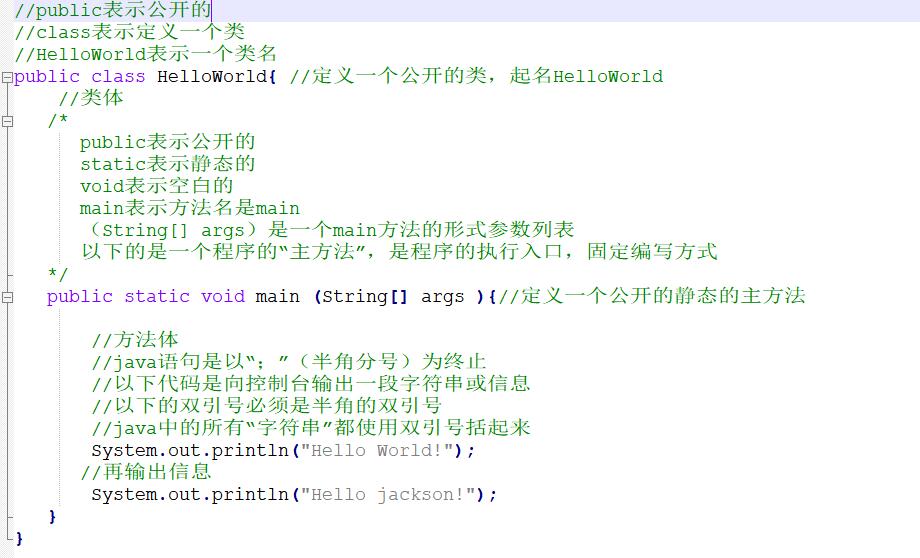 //public表示公开的
//class表示定义一个类
//HelloWorld表示一个类名
public class HelloWorld{ //定义一个公开的类，起名HelloWorld
//类体
/*
public表示公开的
static表示静态的
void表示空白的
main表示方法名是main
（String[] args）是一个main方法的形式参数列表
以下的是一个程序的“主方法”，是程序的执行入口，固定编写方式
*/
public static void main (String[] args ){//定义一个公开的静态的主方法
//方法体
//java语句是以“；”（半角分号）为终止
//以下代码是向控制台输出一段字符串或信息
//以下的双引号必须是半角的双引号
//java中的所有“字符串”都使用双引号括起来
System.out.println("Hello World!");
//再输出信息
System.out.println("Hello jackson!");
}
}